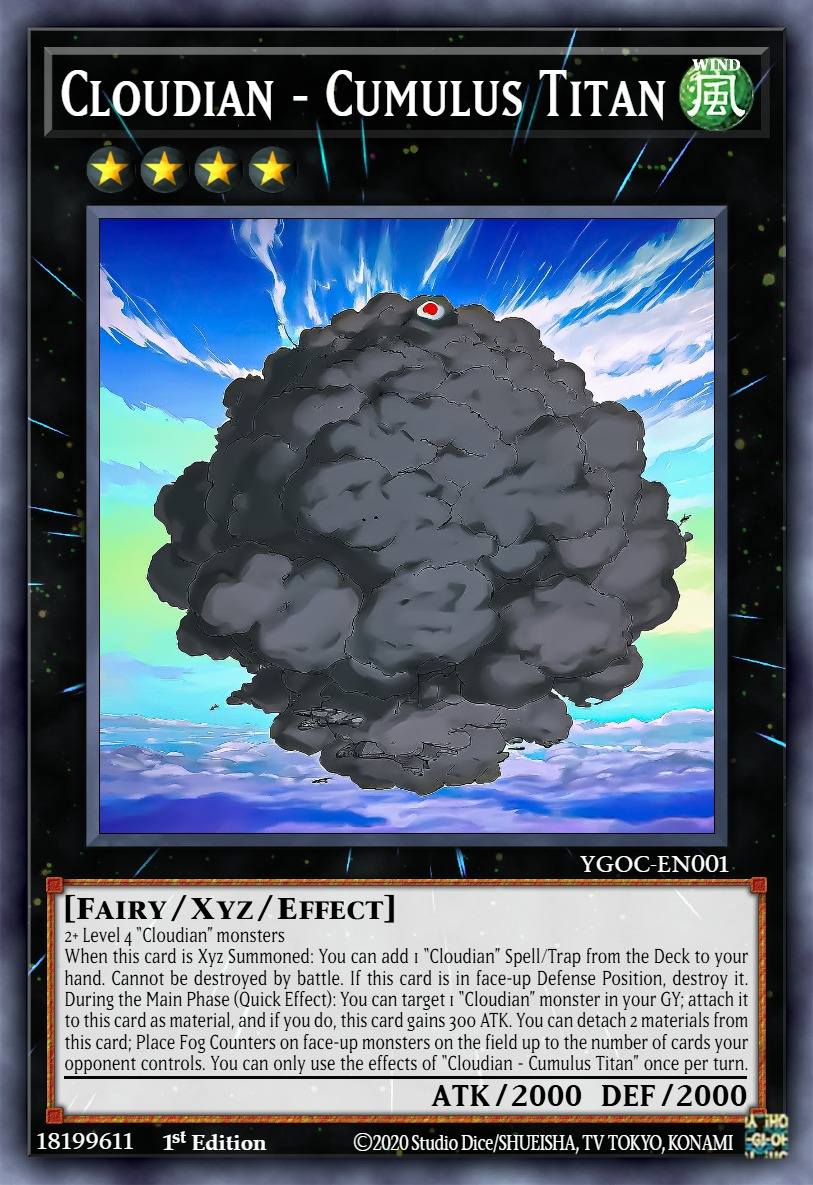 Cloudian - Cumulus Titan
WIND
風
YGOC-EN001
[Fairy/Xyz/Effect]
2+ Level 4 "Cloudian" monsters
When this card is Xyz Summoned: You can add 1 "Cloudian" Spell/Trap from the Deck to your
hand. Cannot be destroyed by battle. If this card is in face-up Defense Position, destroy it.
During the Main Phase (Quick Effect): You can target 1 "Cloudian" monster in your GY; attach it
to this card as material, and if you do, this card gains 300 ATK. You can detach 2 materials from
this card; Place Fog Counters on face-up monsters on the field up to the number of cards your
opponent controls. You can only use the effects of "Cloudian - Cumulus Titan" once per turn.
ATK/2000 DEF/2000
18199611 1st Edition ©2020 Studio Dice/SHUEISHA, TV TOKYO, KONAMI